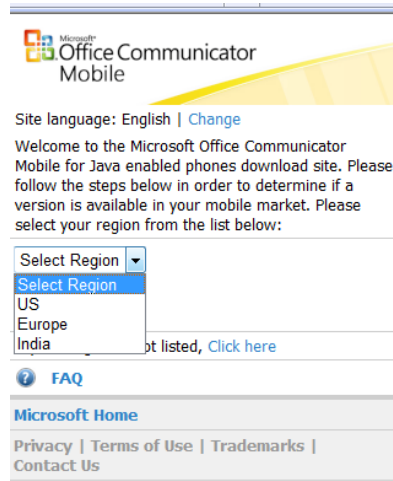 Microsoft®
Office Communicator
Mobile
Site language: English | Change
Welcome to the Microsoft Office Communicator
Mobile for Java enabled phones download site. Please
follow the steps below in order to determine if a
version is available in your mobile market. Please
select your region from the list below:
Select Region
Select Region
US
Europe
India
ot listed, Click here
FAQ
Microsoft Home
Privacy | Terms of Use | Trademarks |
Contact Us